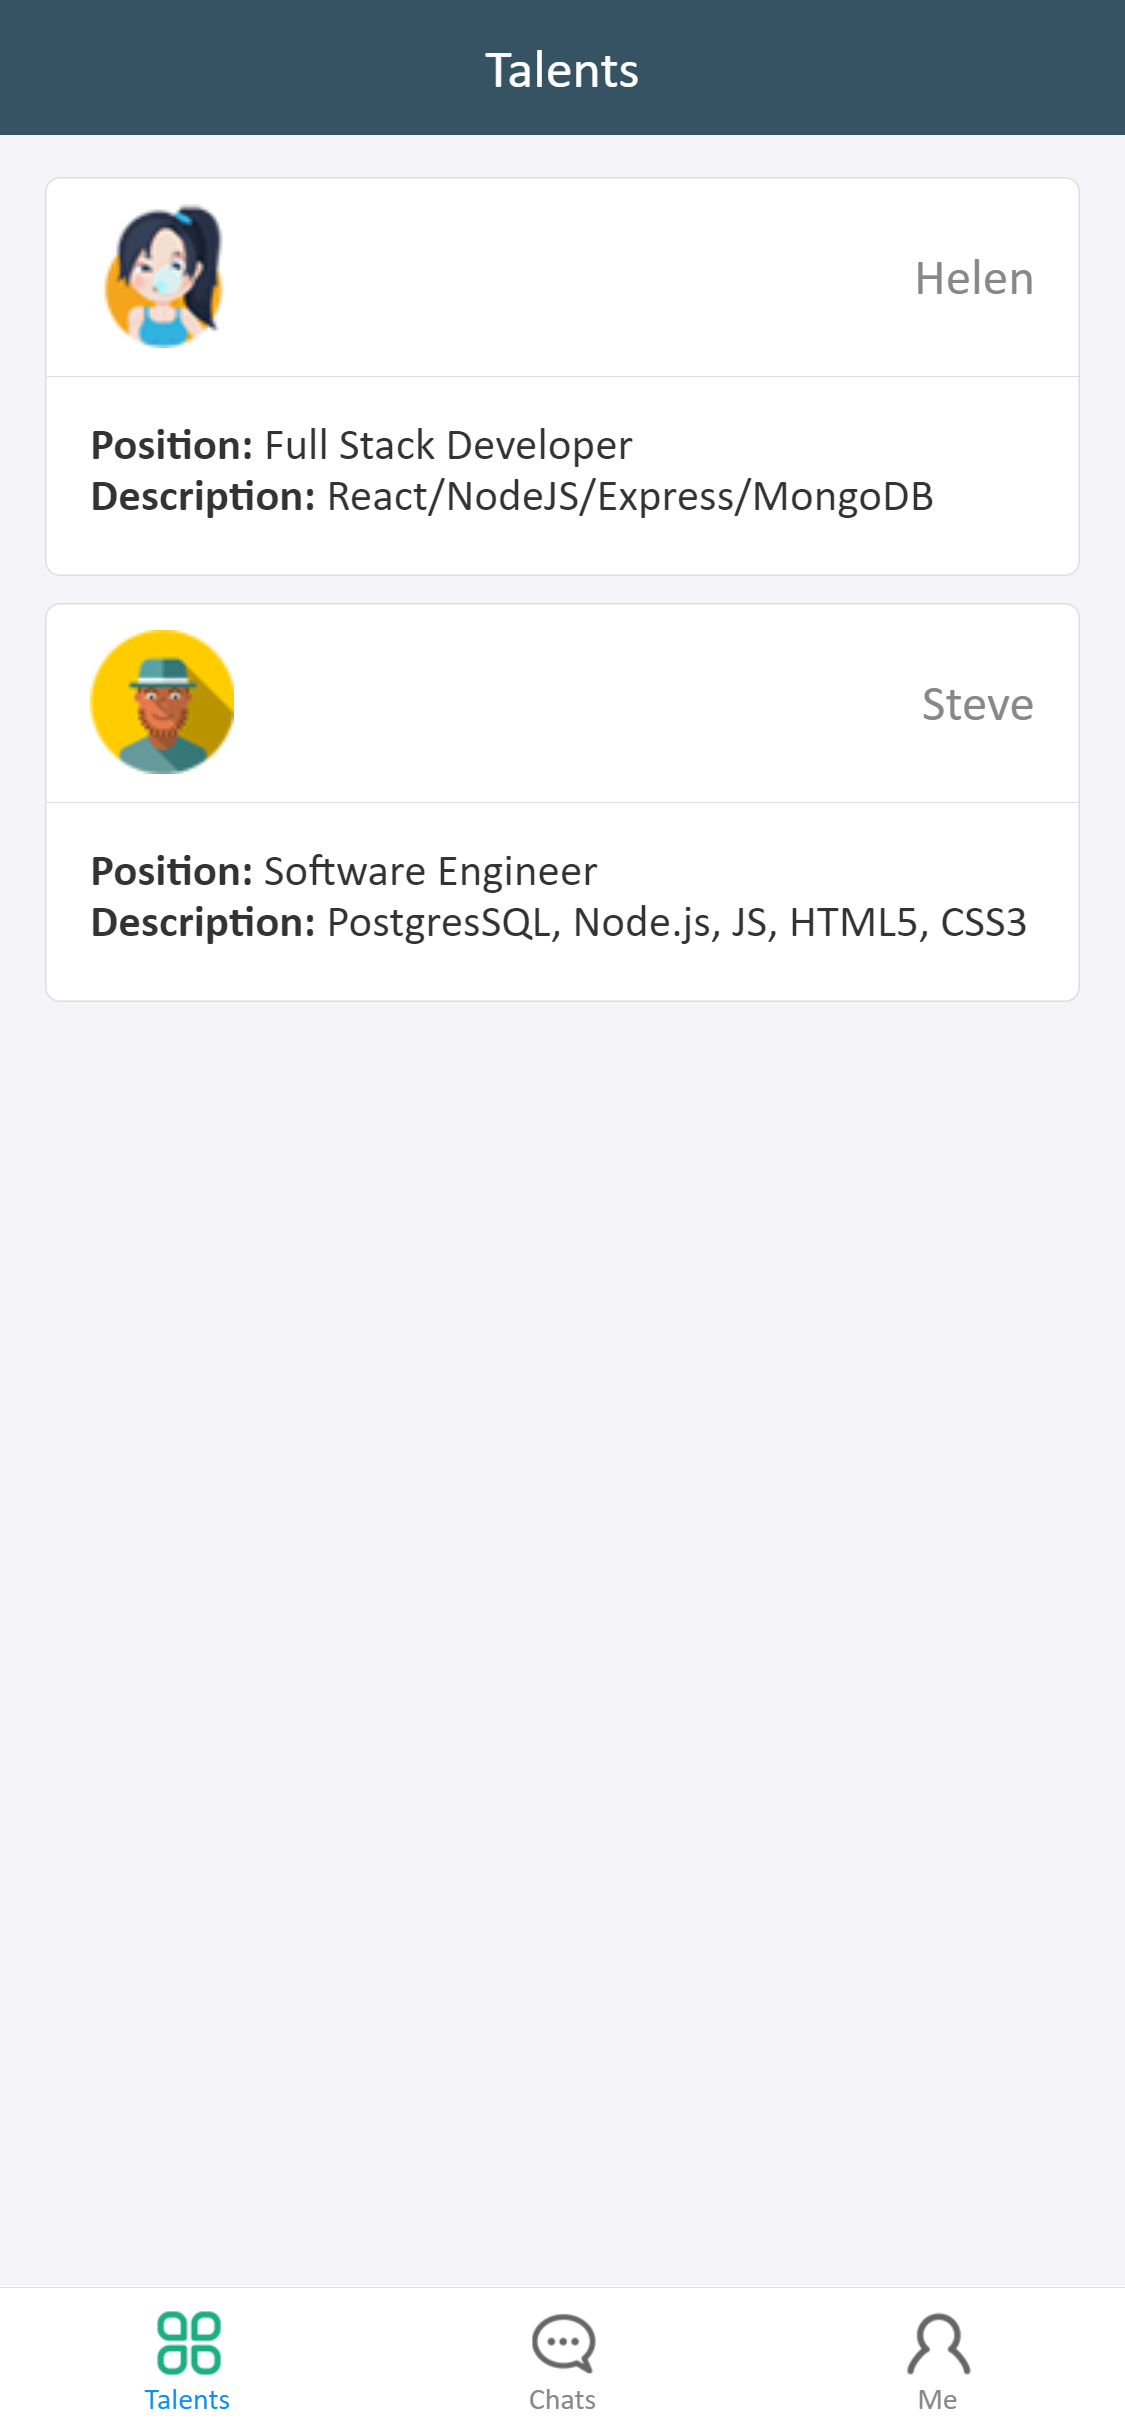 Talents
Helen
Position: Full Stack Developer
Description: React/NodeJS/Express/MongoDB
Steve
Position: Software Engineer
Description: PostgresSQL, Node.js, JS, HTML5, CSS3
Talents
Chats
Me